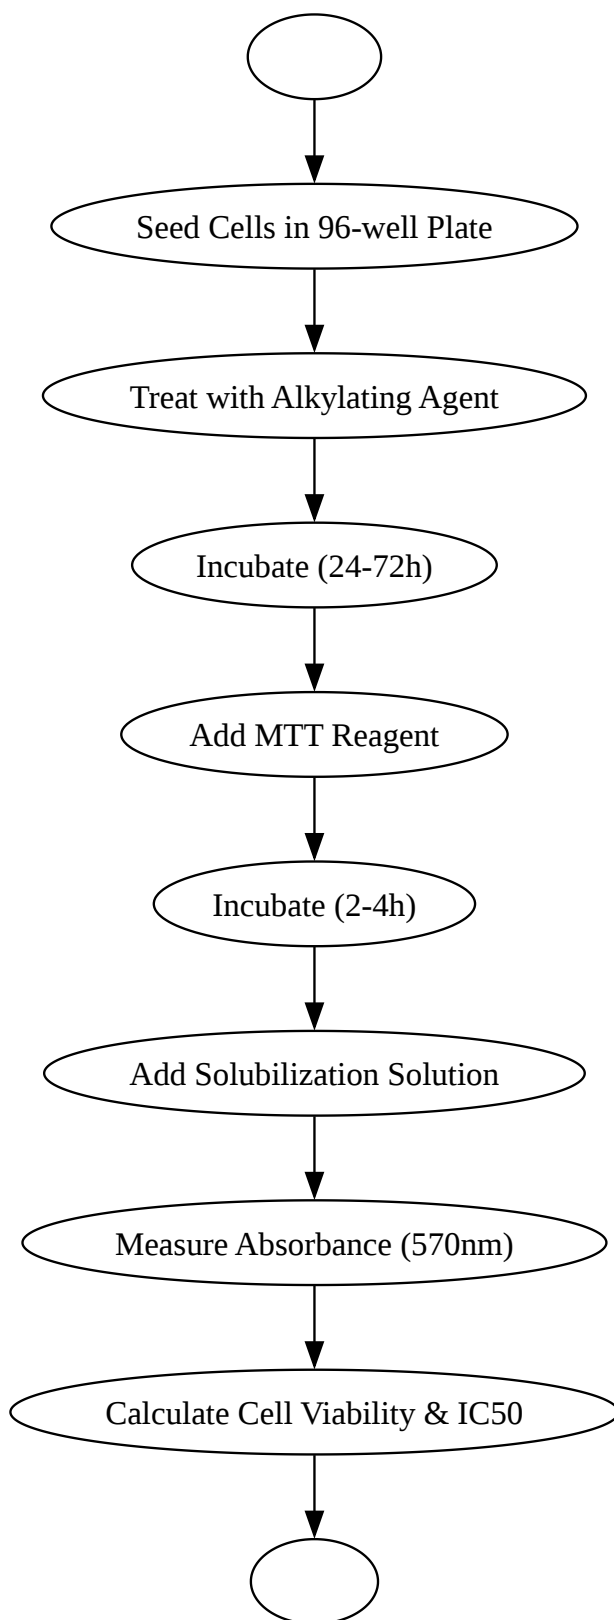 Seed Cells in 96-well Plate
Treat with Alkylating Agent
Incubate (24-72h)
Add MTT Reagent
Incubate (2-4h)
Add Solubilization Solution
Measure Absorbance (570nm)
Calculate Cell Viability & IC50